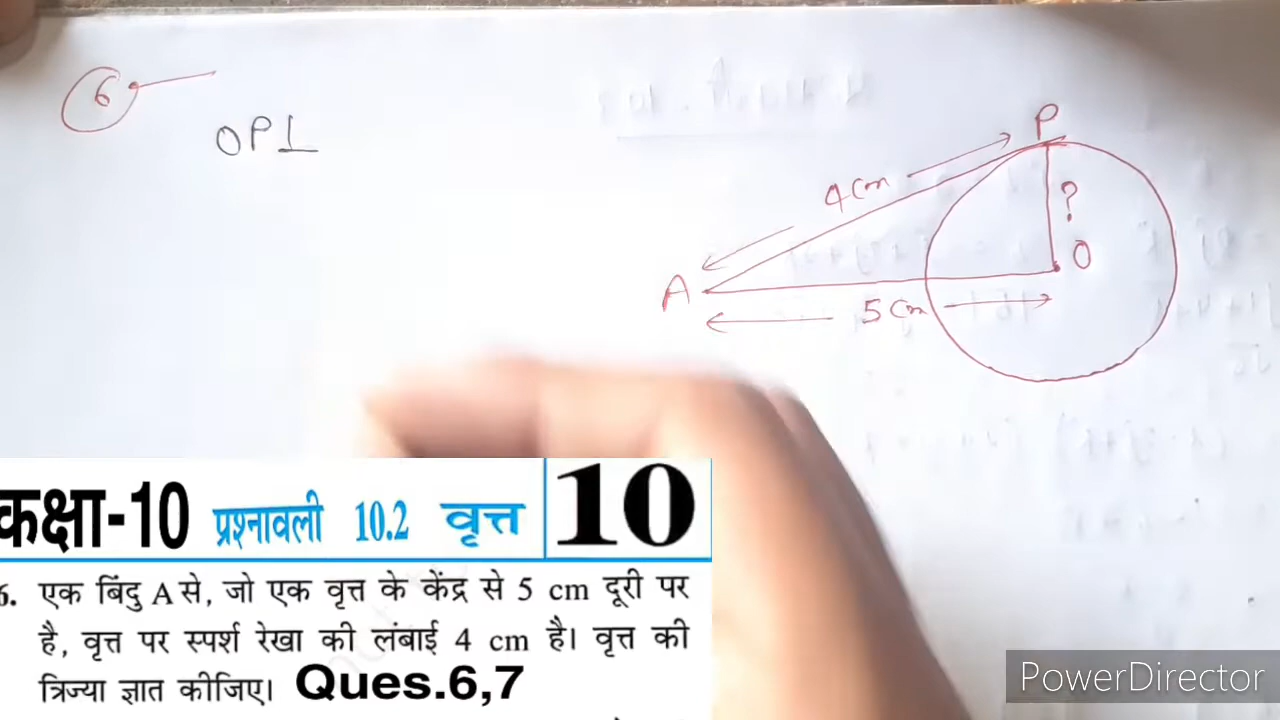 6
OP⊥
P
4 cm
?
O
A
5 cm
कक्षा-10 प्रश्नावली 10.2 वृत्त 10
6. एक बिंदु A से, जो एक वृत्त के केंद्र से 5 cm दूरी पर
है, वृत्त पर स्पर्श रेखा की लंबाई 4 cm है। वृत्त की
त्रिज्या ज्ञात कीजिए। Ques.6,7
PowerDirector